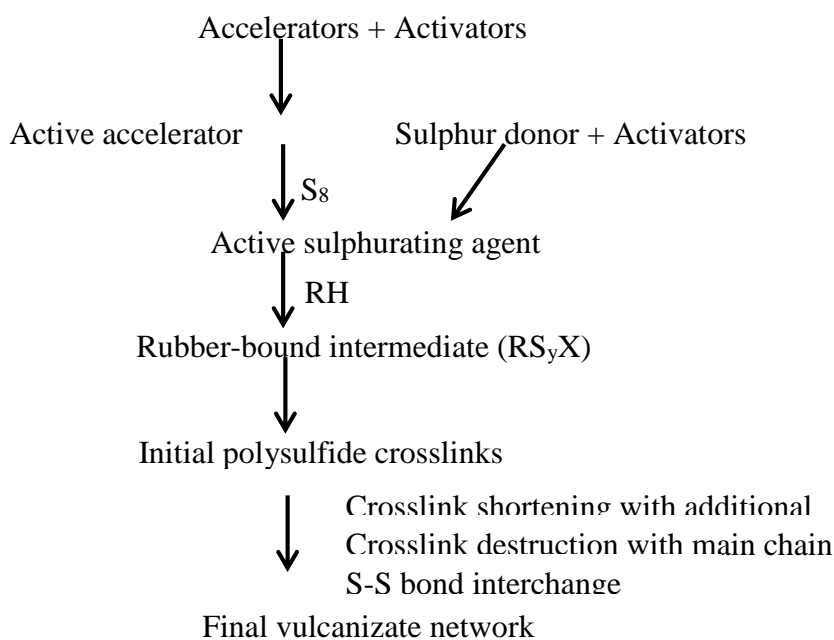 Accelerators + Activators
Active accelerator
Sulphur donor + Activators
S₈
Active sulphurating agent
RH
Rubber-bound intermediate (RSᵧX)
Initial polysulfide crosslinks
Crosslink shortening with additional
Crosslink destruction with main chain
S-S bond interchange
Final vulcanizate network